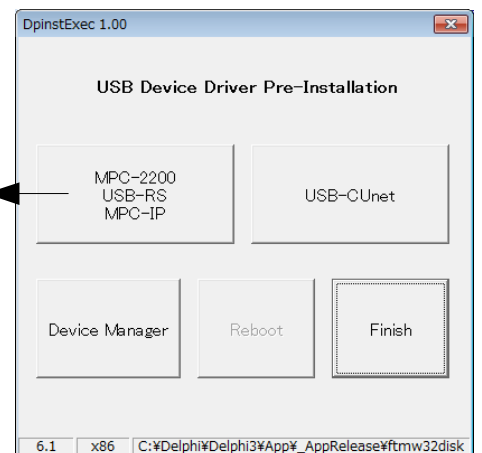 DpinstExec 1.00
USB Device Driver Pre-Installation
MPC-2200
USB-RS
MPC-IP
USB-CUnet
Device Manager
Reboot
Finish
6.1 x86 C:¥Delphi¥Delphi3¥App¥_AppRelease¥ftmw32disk